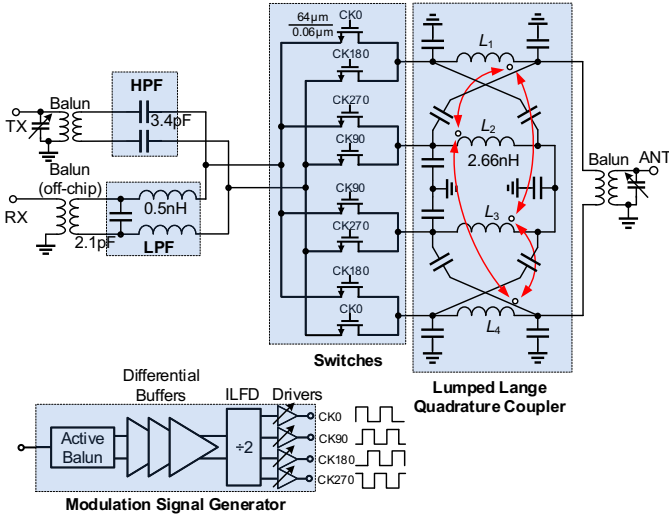 64μm
0.06μm
CK0
CK180
CK270
CK90
CK90
CK270
CK180
CK0
Switches
L1
L2
2.66nH
L3
L4
Lumped Lange
Quadrature Coupler
Balun
ANT
HPF
Balun
TX
3.4pF
Balun
(off-chip)
RX
0.5nH
2.1pF
LPF
Differential
Buffers
ILFD
Drivers
Active
Balun
÷2
CK0
CK90
CK180
CK270
Modulation Signal Generator